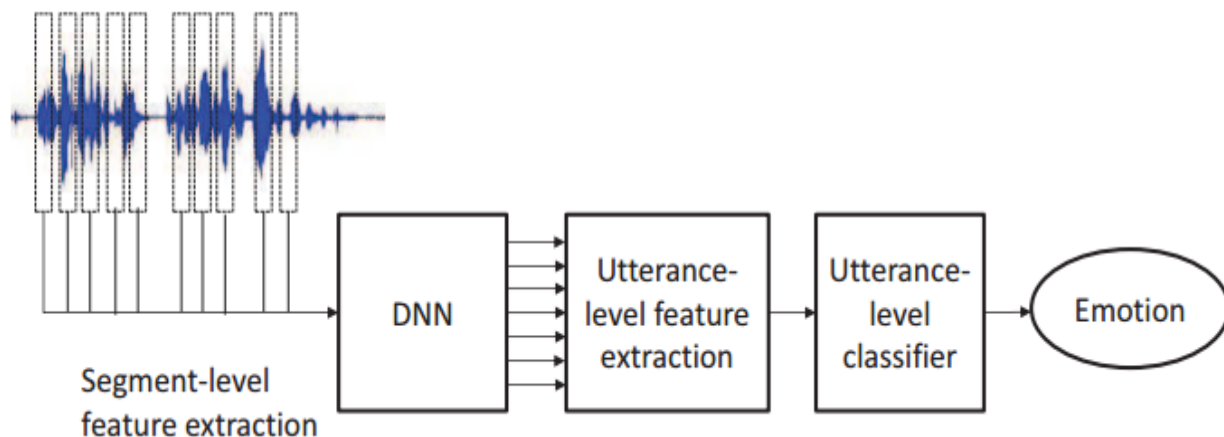 Segment-level
feature extraction
DNN
Utterance-
level feature
extraction
Utterance-
level
classifier
Emotion